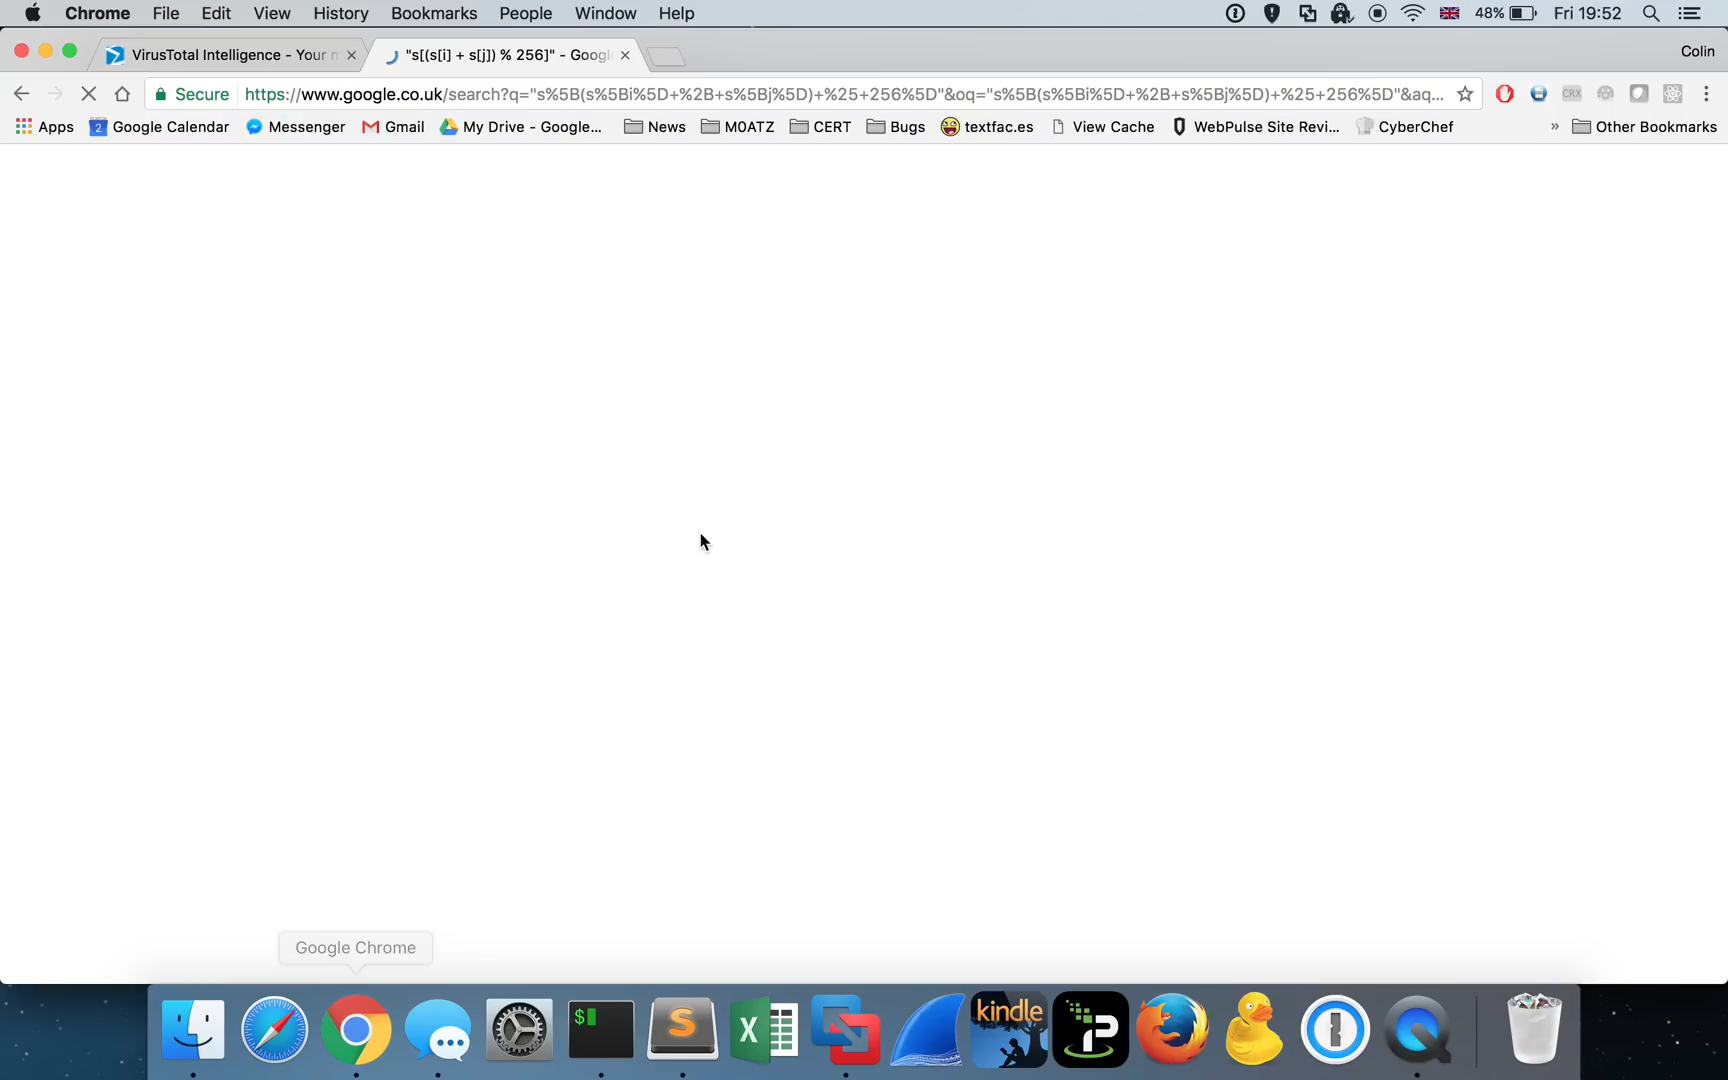 Chrome File Edit View History Bookmarks People Window Help 48% Fri 19:52
VirusTotal Intelligence - Your "s[(s[i] + s[j]) % 256]" - Googl Colin
Secure https://www.google.co.uk/search?q="s%5B(s%5Bi%5D+%2B+s%5Bj%5D)+%25+256%5D"&oq="s%5B(s%5Bi%5D+%2B+s%5Bj%5D)+%25+256%5D"&aq... CRX
Apps 2 Google Calendar Messenger Gmail My Drive - Google... News M0ATZ CERT Bugs textfac.es View Cache WebPulse Site Revi... CyberChef » Other Bookmarks
Google Chrome
$ S X kindle P